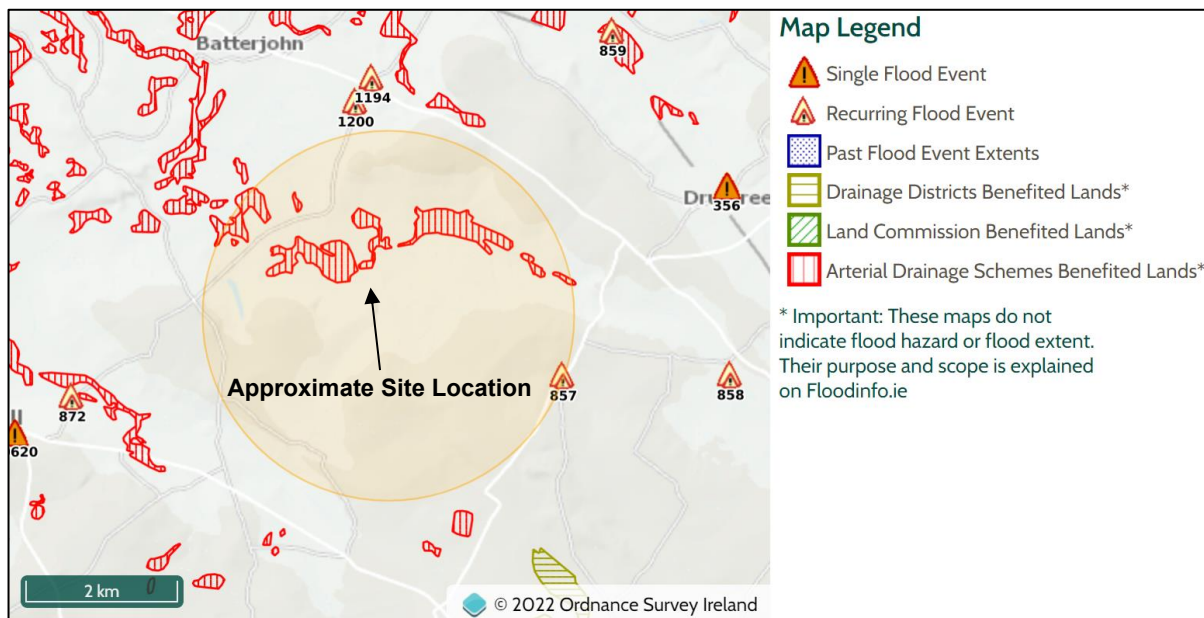 Batterjohn
859
1194
1200
356
857
858
872
620
Approximate Site Location
2 km
© 2022 Ordnance Survey Ireland
Map Legend
Single Flood Event
Recurring Flood Event
Past Flood Event Extents
Drainage Districts Benefited Lands*
Land Commission Benefited Lands*
Arterial Drainage Schemes Benefited Lands*
* Important: These maps do not
indicate flood hazard or flood extent.
Their purpose and scope is explained
on Floodinfo.ie